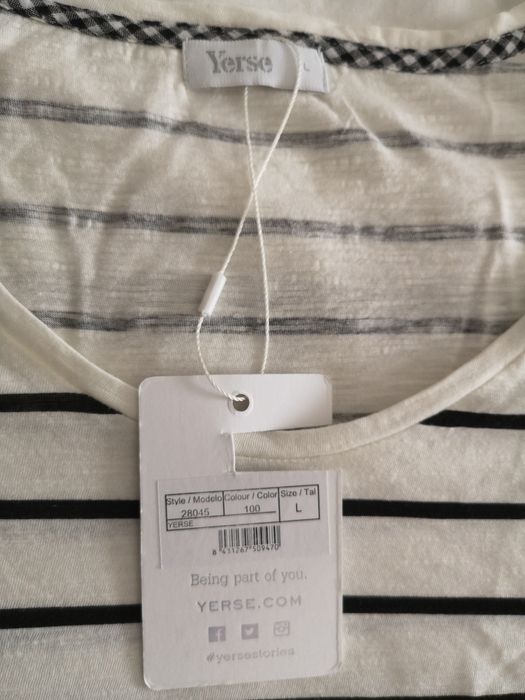 Yerse
L
Style / Modelo Colour / Color Size / Tal
28045 100 L
YERSE
8 411267 509470
Being part of you.
YERSE.COM
#yersestories